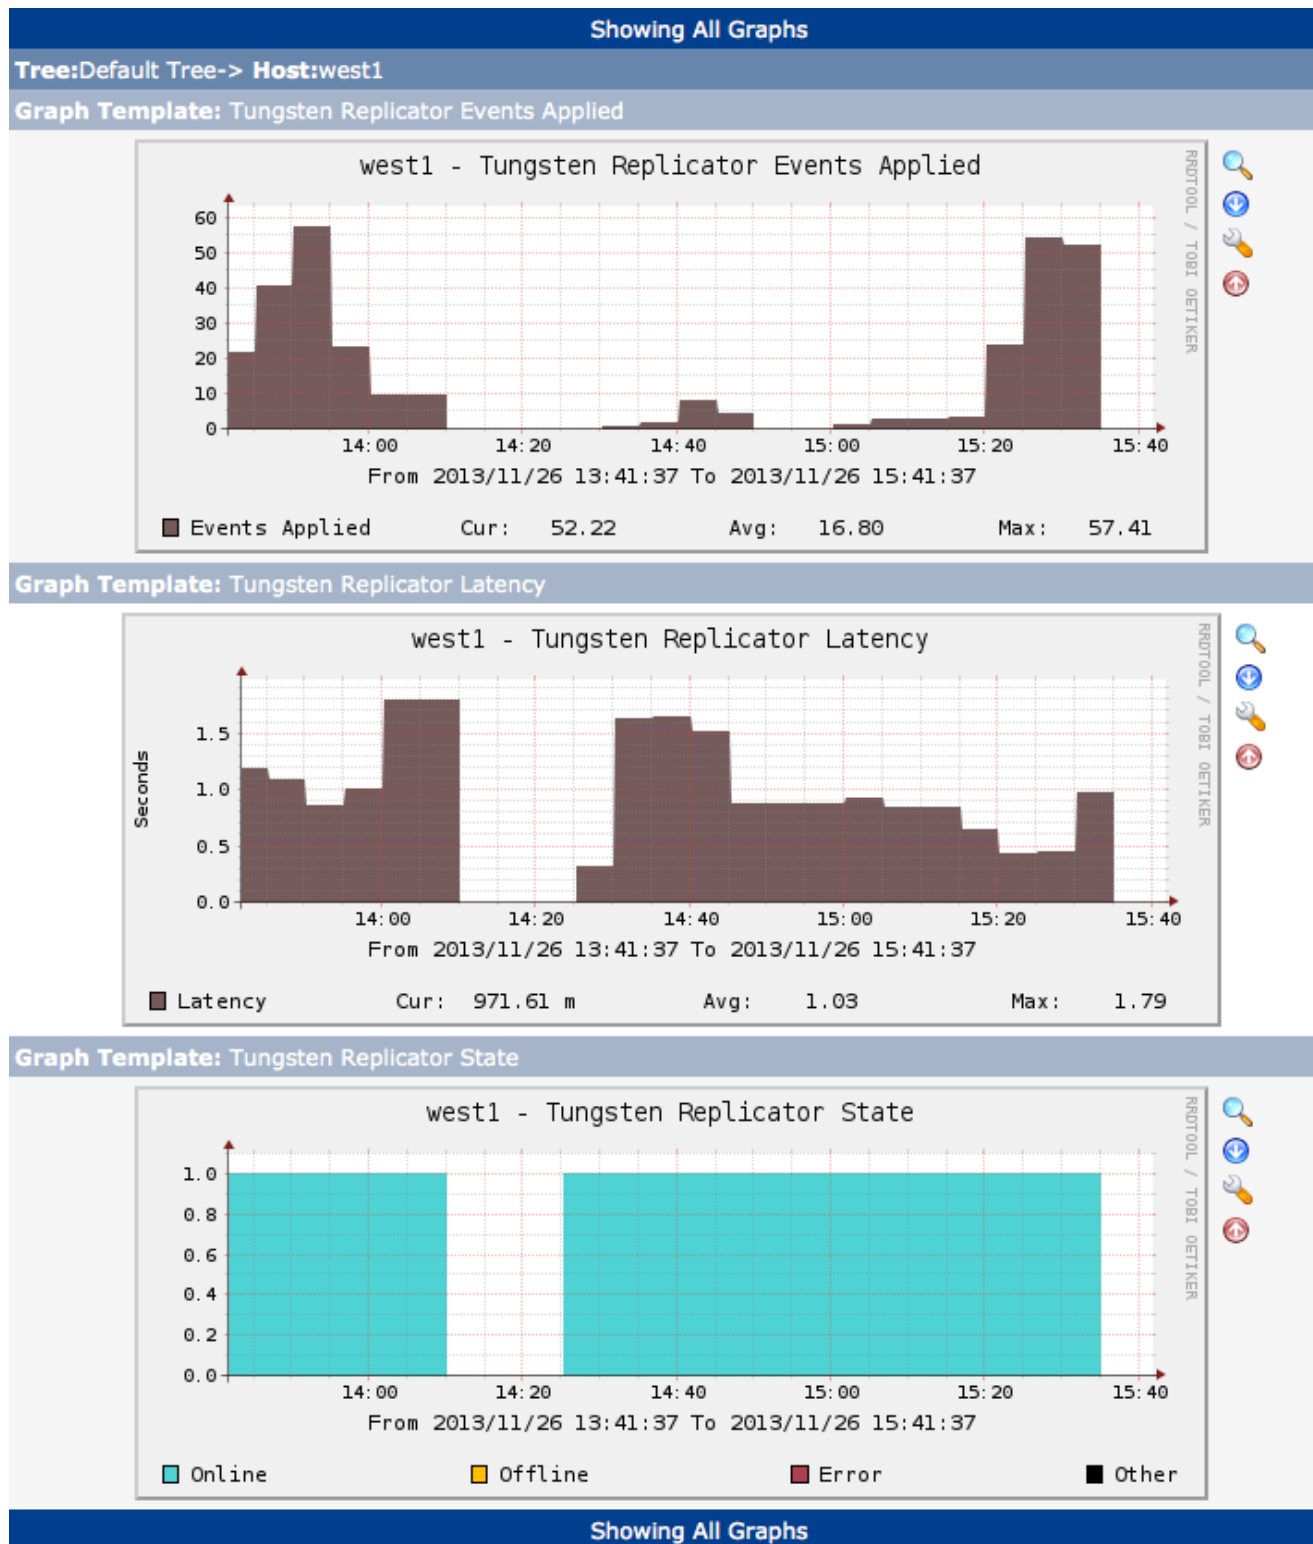 Showing All Graphs
Tree:Default Tree-> Host:west1
Graph Template: Tungsten Replicator Events Applied
west1 - Tungsten Replicator Events Applied
RRDTOOL / TOBI OETIKER
60
50
40
30
20
10
0
14:00 14:20 14:40 15:00 15:20 15:40
From 2013/11/26 13:41:37 To 2013/11/26 15:41:37
Events Applied Cur: 52.22 Avg: 16.80 Max: 57.41
Graph Template: Tungsten Replicator Latency
west1 - Tungsten Replicator Latency
RRDTOOL / TOBI OETIKER
Seconds
1.5
1.0
0.5
0.0
14:00 14:20 14:40 15:00 15:20 15:40
From 2013/11/26 13:41:37 To 2013/11/26 15:41:37
Latency Cur: 971.61 m Avg: 1.03 Max: 1.79
Graph Template: Tungsten Replicator State
west1 - Tungsten Replicator State
RRDTOOL / TOBI OETIKER
1.0
0.8
0.6
0.4
0.2
0.0
14:00 14:20 14:40 15:00 15:20 15:40
From 2013/11/26 13:41:37 To 2013/11/26 15:41:37
Online Offline Error Other
Showing All Graphs